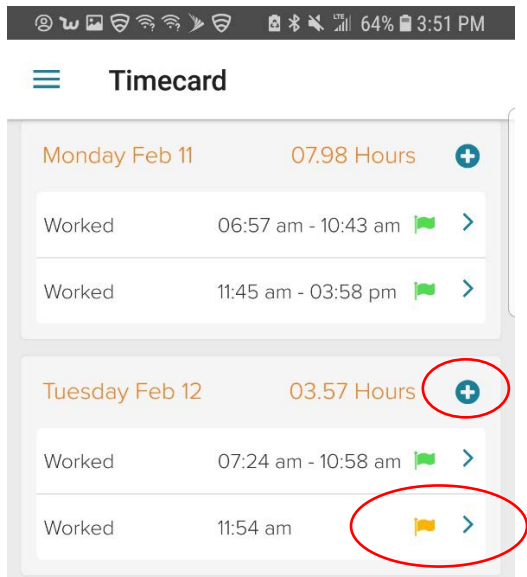 64% 3:51 PM
Timecard
Monday Feb 11 07.98 Hours
Worked 06:57 am - 10:43 am
Worked 11:45 am - 03:58 pm
Tuesday Feb 12 03.57 Hours
Worked 07:24 am - 10:58 am
Worked 11:54 am